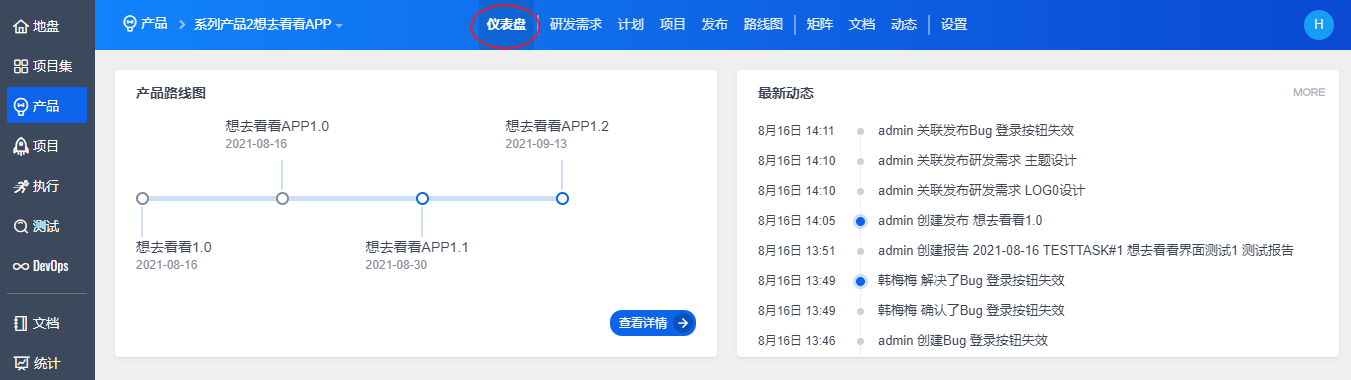 地盘
项目集
产品
项目
执行
测试
DevOps
文档
统计
产品 系列产品2想去看看APP
仪表盘 研发需求 计划 项目 发布 路线图 矩阵 文档 动态 设置
H
产品路线图
想去看看APP1.0
2021-08-16
想去看看APP1.2
2021-09-13
想去看看1.0
2021-08-16
想去看看APP1.1
2021-08-30
查看详情
最新动态
MORE
8月16日 14:11 admin 关联发布Bug 登录按钮失效
8月16日 14:10 admin 关联发布研发需求 主题设计
8月16日 14:10 admin 关联发布研发需求 LOG0设计
8月16日 14:05 admin 创建发布 想去看看1.0
8月16日 13:51 admin 创建报告 2021-08-16 TESTTASK#1 想去看看界面测试1 测试报告
8月16日 13:49 韩梅梅 解决了Bug 登录按钮失效
8月16日 13:49 韩梅梅 确认了Bug 登录按钮失效
8月16日 13:46 admin 创建Bug 登录按钮失效